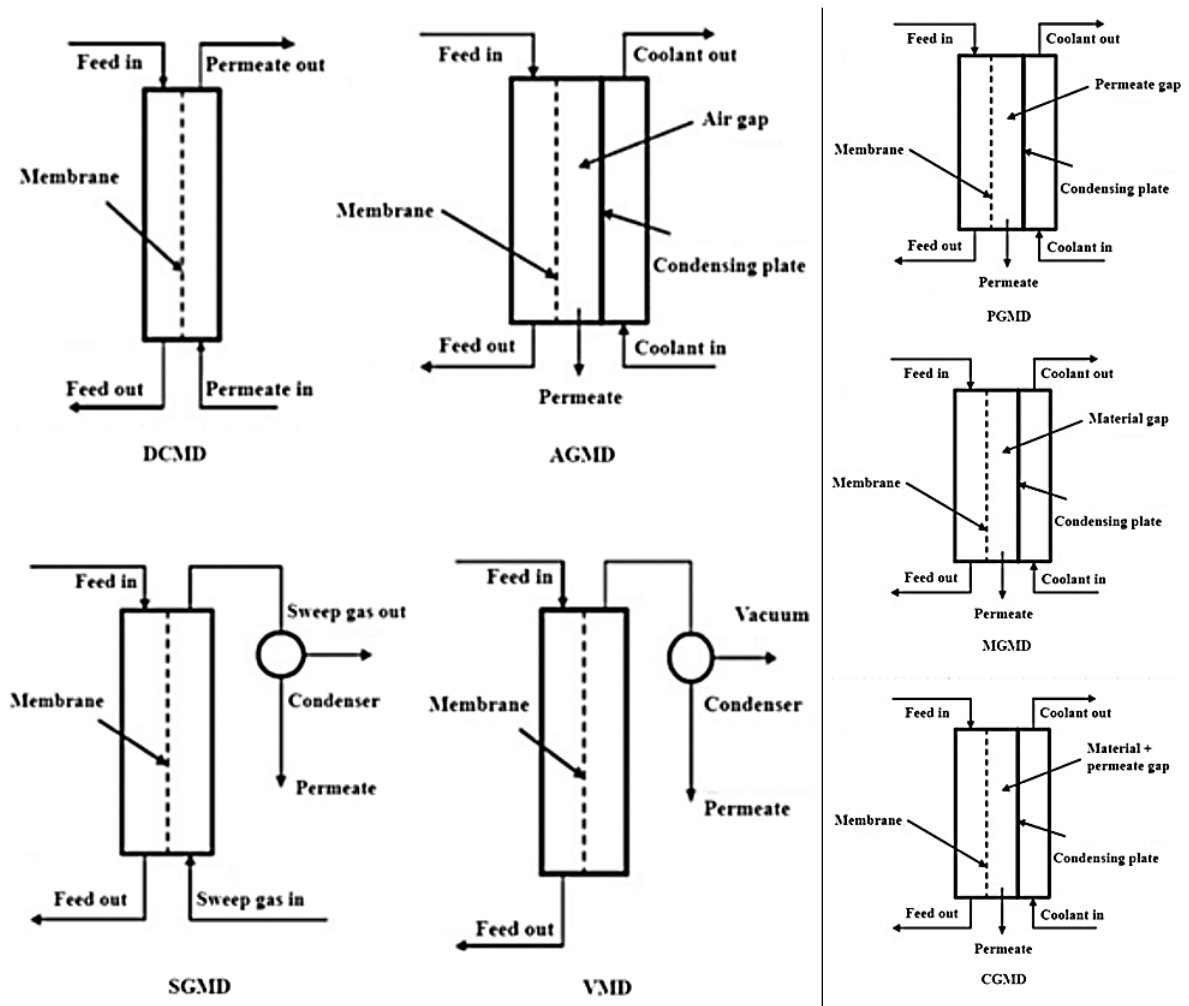 Feed in
Permeate out
Membrane
Feed out
Permeate in
DCMD
Feed in
Coolant out
Air gap
Membrane
Condensing plate
Feed out
Coolant in
Permeate
AGMD
Feed in
Sweep gas out
Membrane
Condenser
Permeate
Feed out
Sweep gas in
SGMD
Feed in
Vacuum
Membrane
Condenser
Permeate
Feed out
VMD
Feed in
Coolant out
Permeate gap
Membrane
Condensing plate
Feed out
Coolant in
Permeate
PGMD
Feed in
Coolant out
Material gap
Membrane
Condensing plate
Feed out
Coolant in
Permeate
MGMD
Feed in
Coolant out
Material +
permeate gap
Membrane
Condensing plate
Feed out
Coolant in
Permeate
CGMD